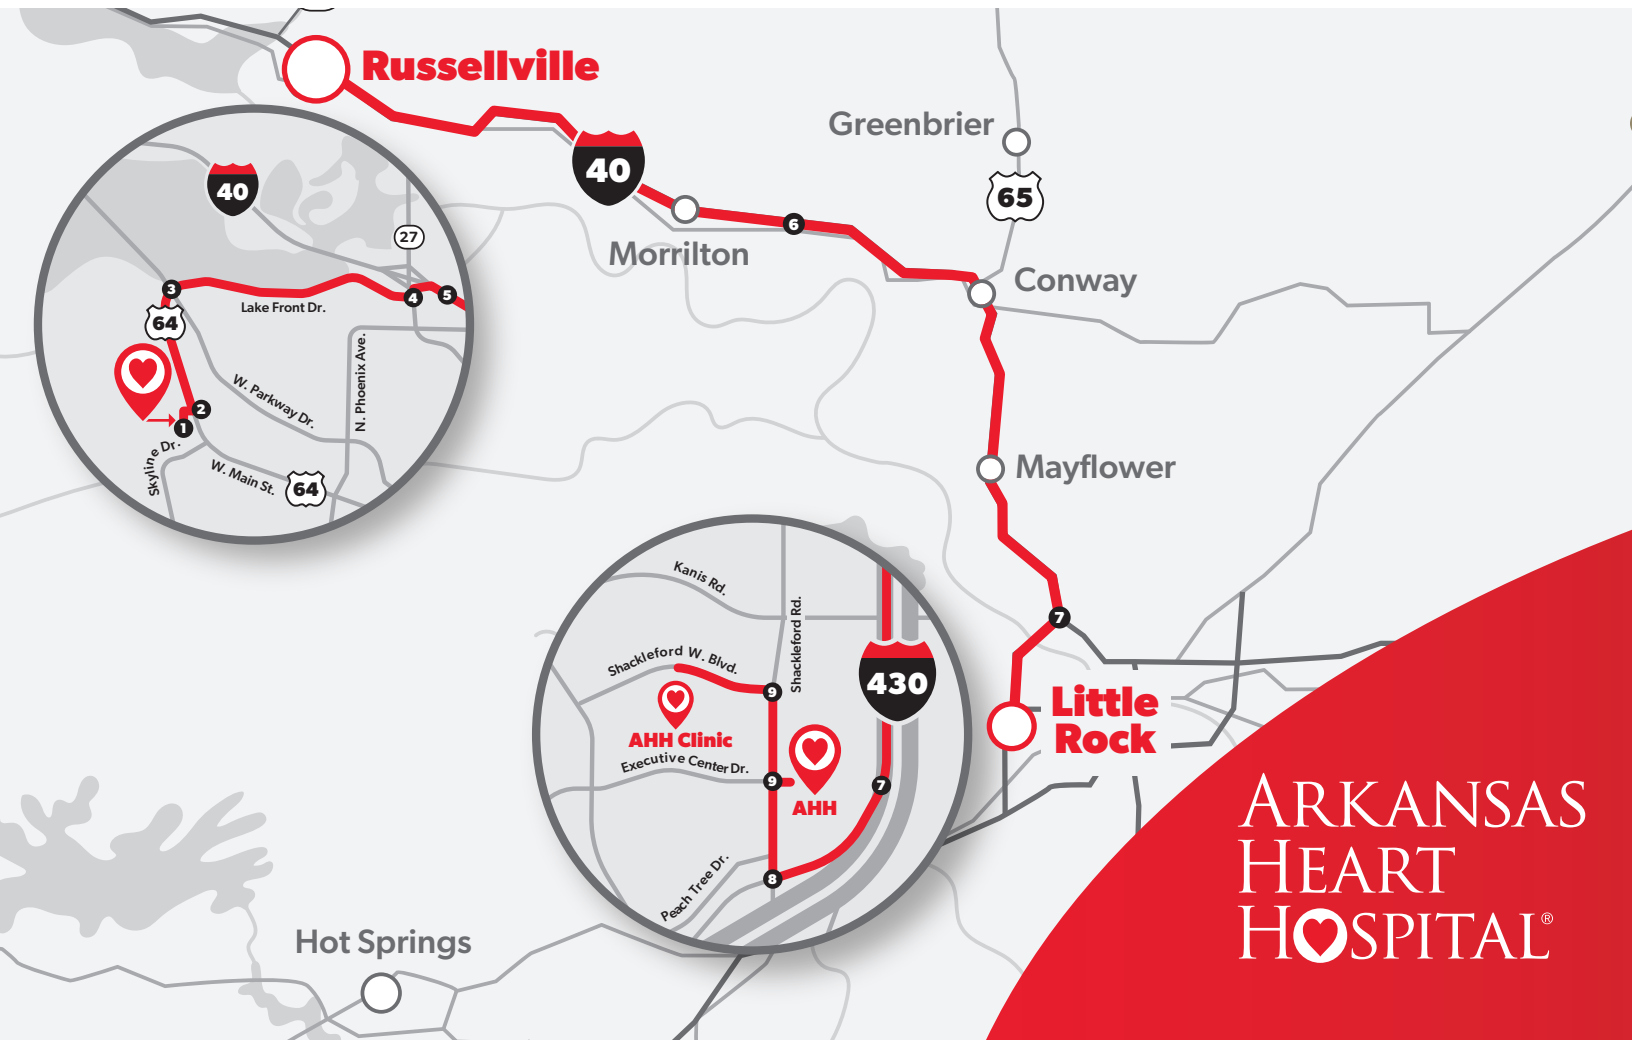 Russellville
Greenbrier
40
65
40
27
Morrilton
6
Conway
3
4
5
Lake Front Dr.
64
N. Phoenix Ave.
W. Parkway Dr.
2
1
Skyline Dr.
W. Main St.
64
Mayflower
Kanis Rd.
Shackleford Rd.
7
Shackleford W. Blvd.
430
9
AHH Clinic
Executive Center Dr.
9
7
AHH
Little
Rock
Peach Tree Dr.
8
ARKANSAS
HEART
HOSPITAL®
Hot Springs